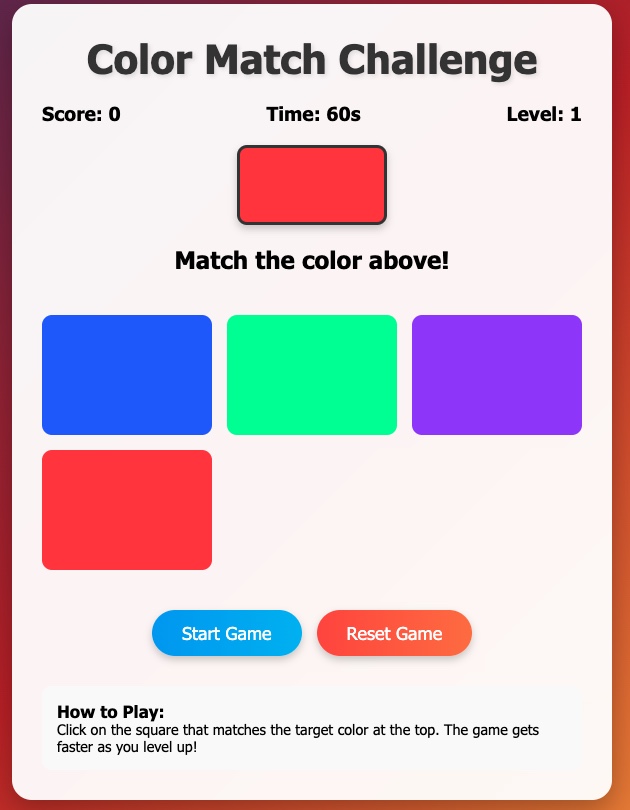 Color Match Challenge
Score: 0
Time: 60s
Level: 1
Match the color above!
Start Game
Reset Game
How to Play:
Click on the square that matches the target color at the top. The game gets
faster as you level up!